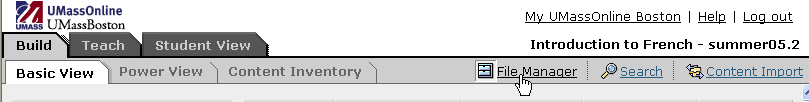 UMassOnline
UMASS UMassBoston
My UMassOnline Boston | Help | Log out
Build Teach Student View Introduction to French - summer05.2
Basic View Power View Content Inventory File Manager Search Content Import